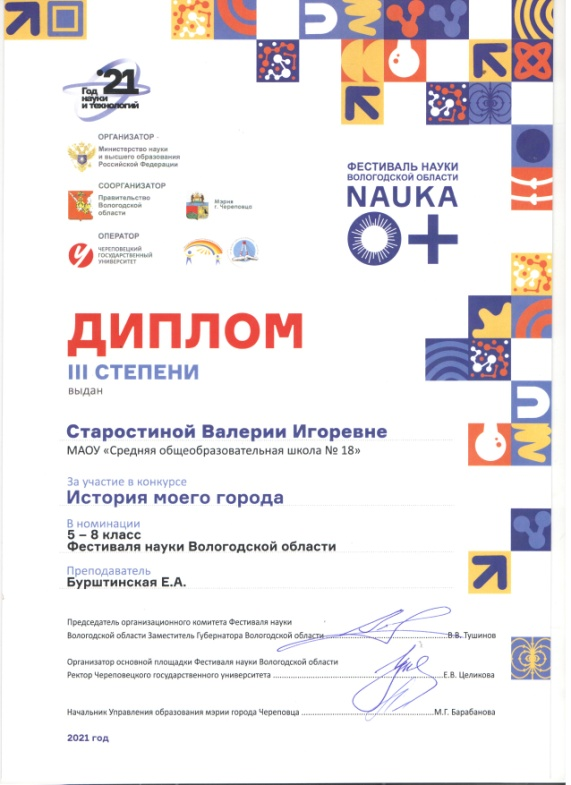 '21
Год
науки
и технологий
ОРГАНИЗАТОР
Министерство науки
и высшего образования
Российской Федерации
СООРГАНИЗАТОР
Правительство
Вологодской
области
Мэрия
г. Череповца
ОПЕРАТОР
ЧЕРЕПОВЕЦКИЙ
ГОСУДАРСТВЕННЫЙ
УНИВЕРСИТЕТ
ФЕСТИВАЛЬ НАУКИ
ВОЛОГОДСКОЙ ОБЛАСТИ
NAUKA
0+
ДИПЛОМ
III СТЕПЕНИ
выдан
Старостиной Валерии Игоревне
МАОУ «Средняя общеобразовательная школа № 18»
За участие в конкурсе
История моего города
В номинации
5 – 8 класс
Фестиваля науки Вологодской области
Преподаватель
Бурштинская Е.А.
Председатель организационного комитета Фестиваля науки
Вологодской области Заместитель Губернатора Вологодской области ........ В.В. Тушинов
Организатор основной площадки Фестиваля науки Вологодской области
Ректор Череповецкого государственного университета ........ Е.В. Целикова
Начальник Управления образования мэрии города Череповца ........ М.Г. Барабанова
2021 год